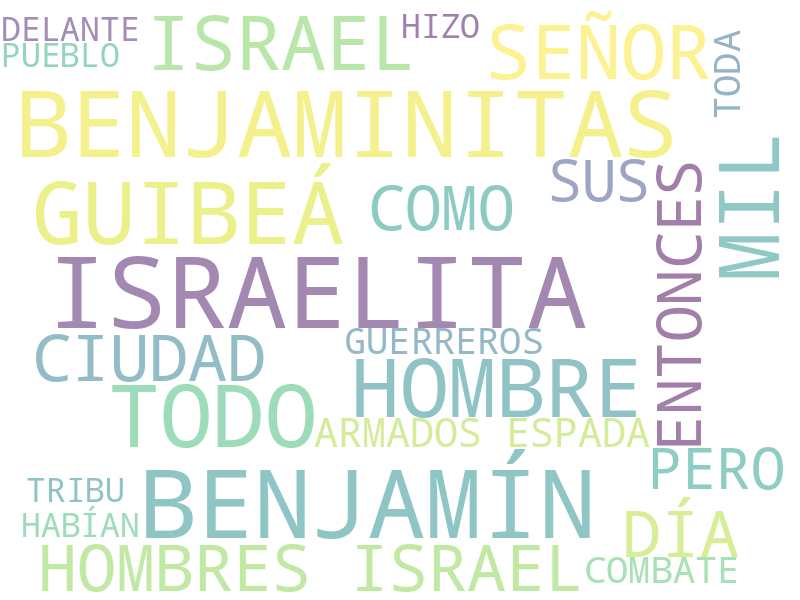 DELANTE
PUEBLO
ISRAEL
HIZO
SEÑOR
TODA
BENJAMINITAS
MIL
GUIBEÁ
COMO
SUS
ENTONCES
ISRAELITA
CIUDAD
GUERREROS
HOMBRE
TODO
ARMADOS ESPADA
PERO
TRIBU
HABÍAN
BENJAMÍN
DÍA
HOMBRES ISRAEL
COMBATE